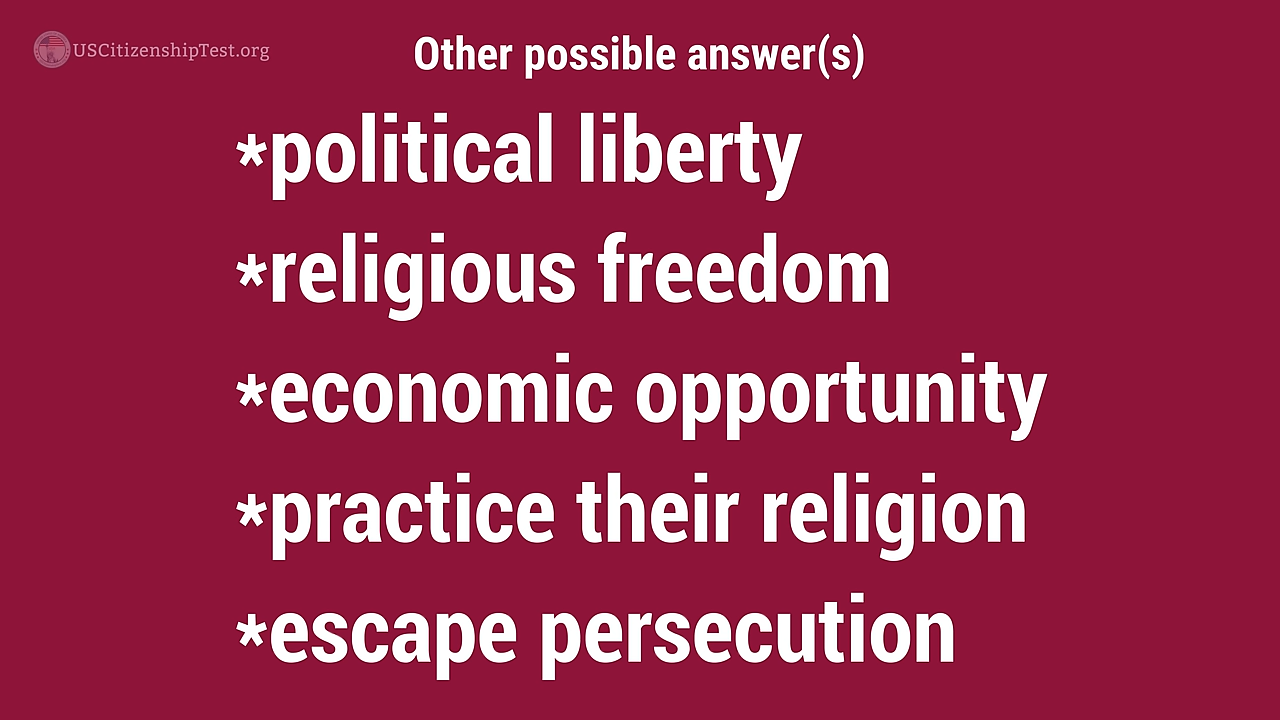 USCitizenshipTest.org
Other possible answer(s)
*political liberty
*religious freedom
*economic opportunity
*practice their religion
*escape persecution